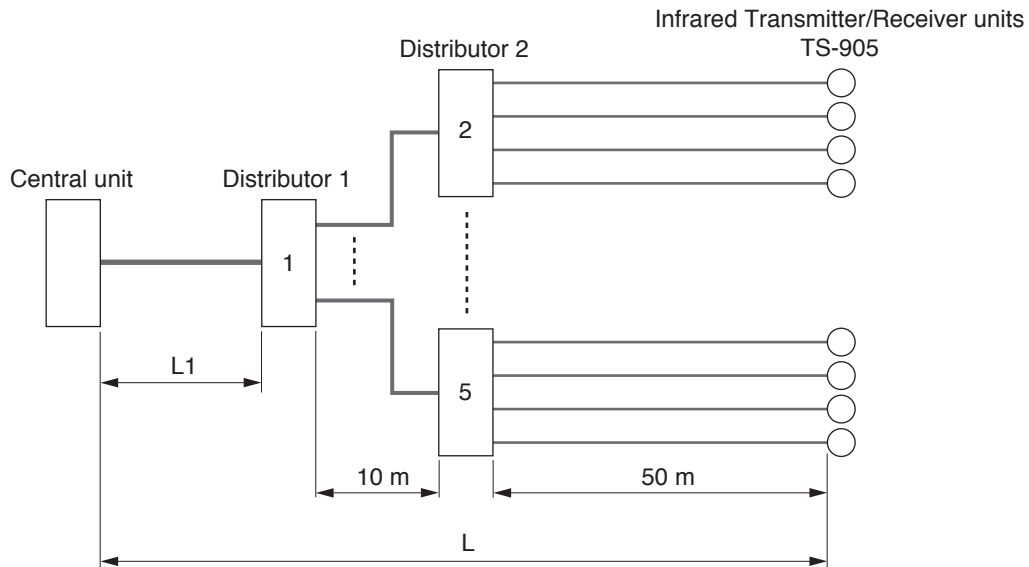 Infrared Transmitter/Receiver units
TS-905
Distributor 2
2
Central unit
Distributor 1
1
L1
5
10 m
50 m
L